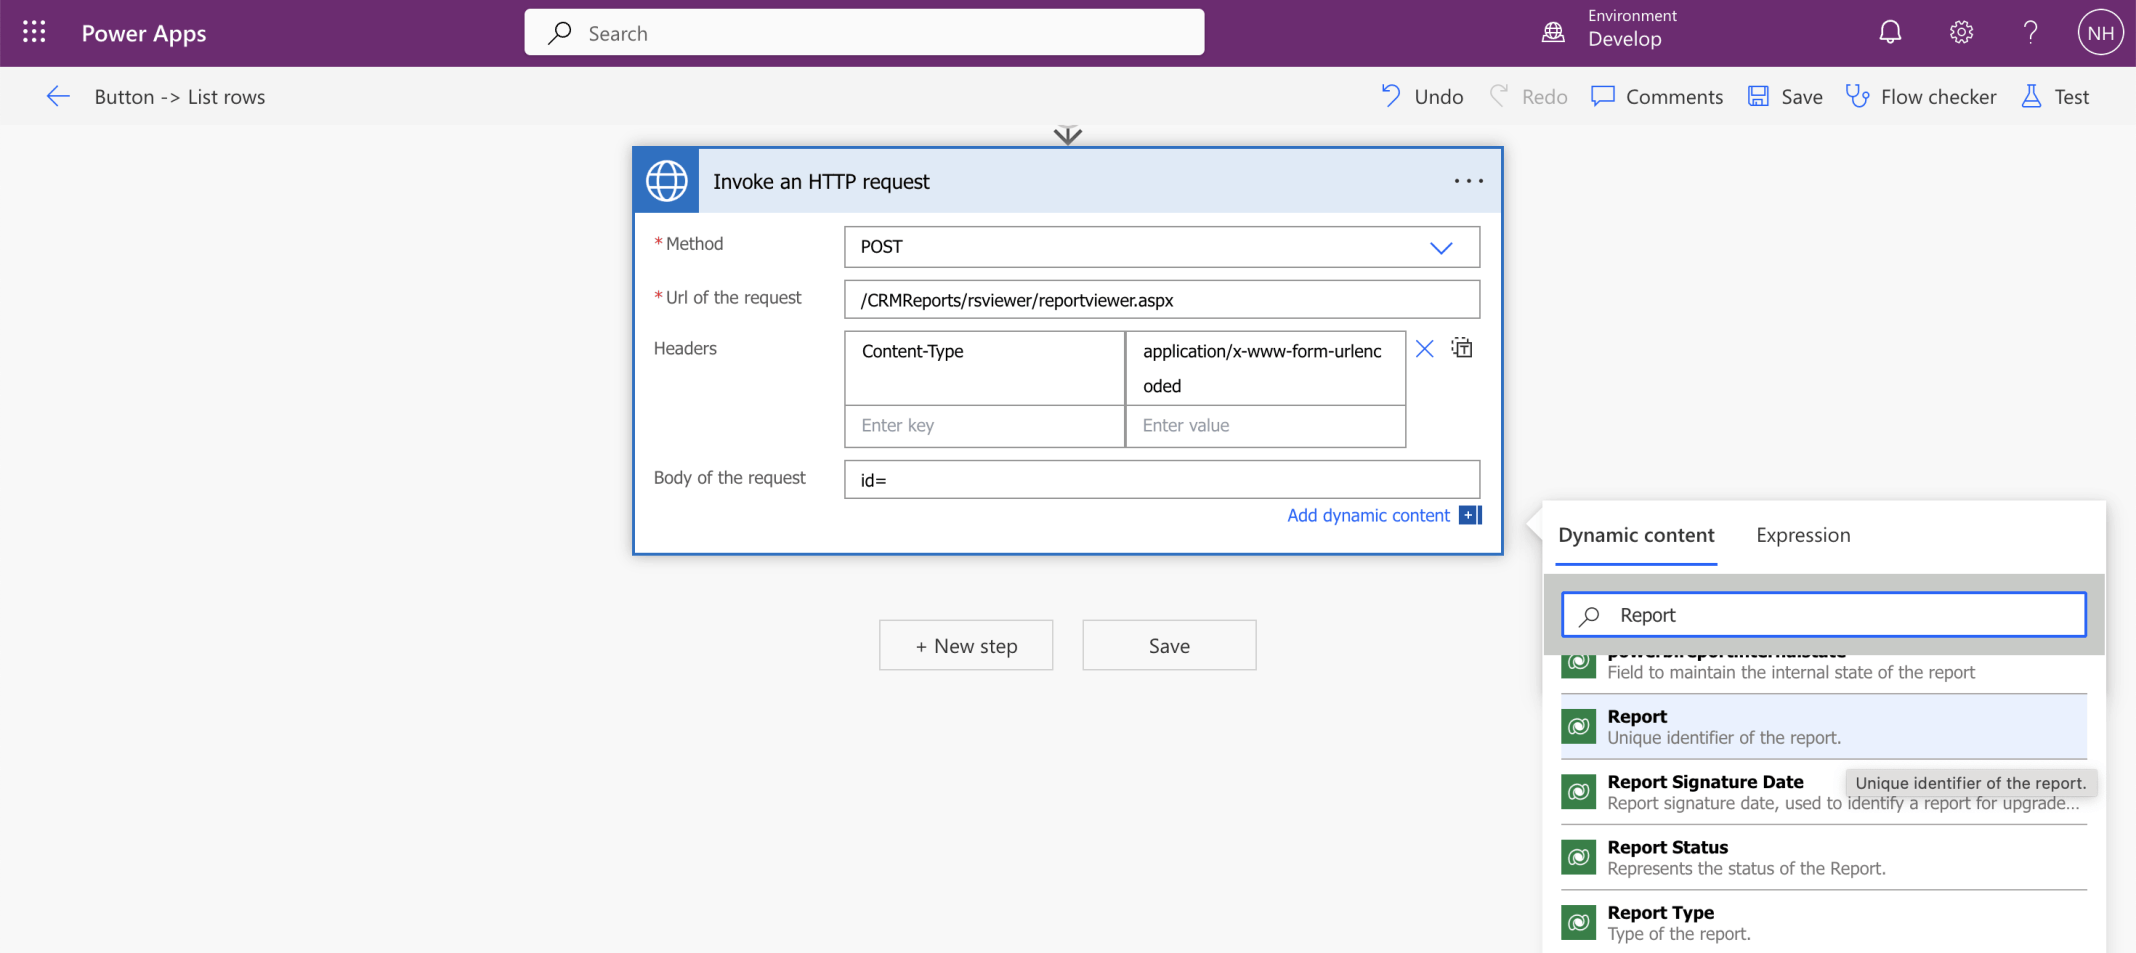 Power Apps
Search
Environment
Develop
?
NH
Button -> List rows
Undo
Redo
Comments
Save
Flow checker
Test
Invoke an HTTP request
...
*Method
POST
*Url of the request
/CRMReports/rsviewer/reportviewer.aspx
Headers
Content-Type
application/x-www-form-urlenc
oded
Enter key
Enter value
Body of the request
id=
Add dynamic content
+ New step
Save
Dynamic content
Expression
Report
Field to maintain the internal state of the report
Report
Unique identifier of the report.
Report Signature Date
Unique identifier of the report.
Report signature date, used to identify a report for upgrade...
Report Status
Represents the status of the Report.
Report Type
Type of the report.